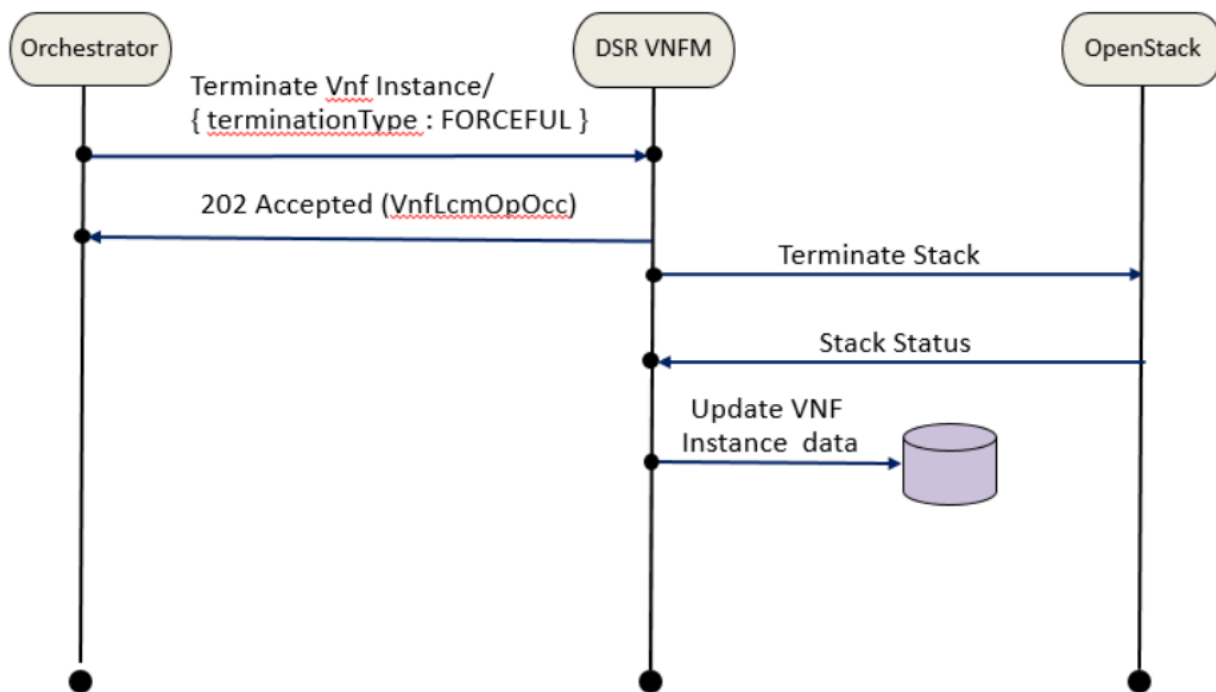 Orchestrator
DSR VNFM
OpenStack
Terminate Vnf Instance/
{ terminationType : FORCEFUL }
202 Accepted (VnfLcmOpOcc)
Terminate Stack
Stack Status
Update VNF
Instance data